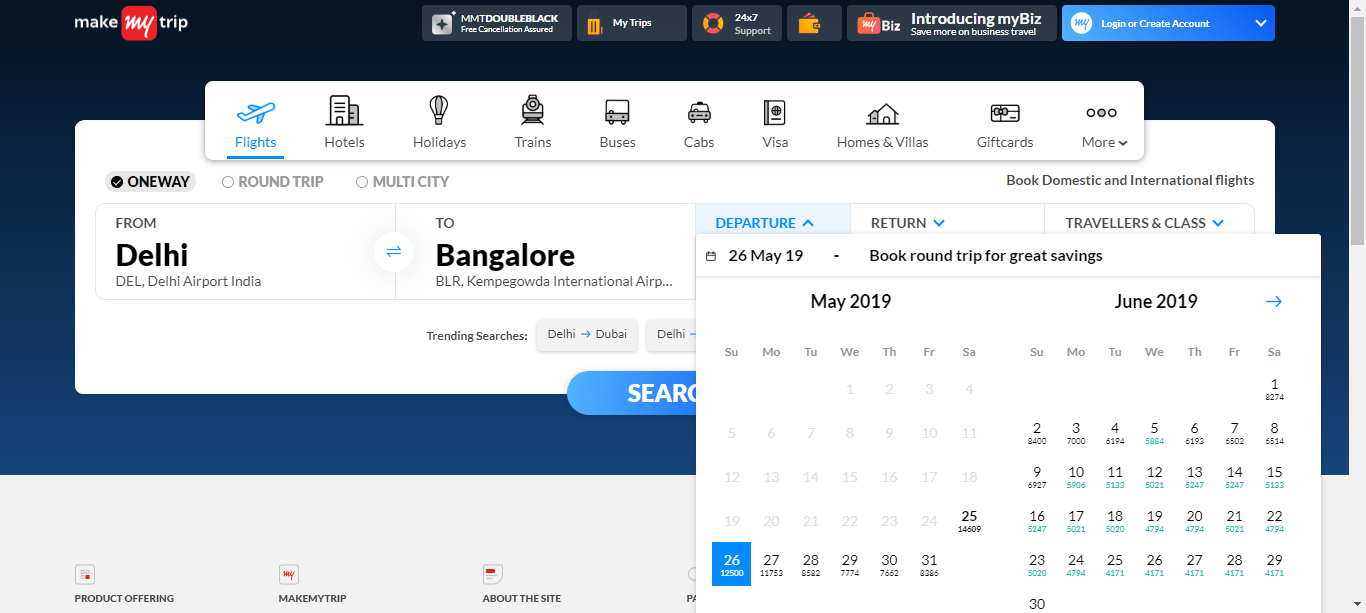 make my trip
MMTDOUBLEBLACK
Free Cancellation Assured
My Trips
24x7
Support
my Biz
Introducing myBiz
Save more on business travel
my
Login or Create Account
Flights
Hotels
Holidays
Trains
Buses
Cabs
Visa
Homes & Villas
Giftcards
More
ONEWAY
ROUND TRIP
MULTI CITY
Book Domestic and International flights
FROM
Delhi
DEL, Delhi Airport India
TO
Bangalore
BLR, Kempegowda International Airp...
DEPARTURE
RETURN
TRAVELLERS & CLASS
Trending Searches:
Delhi → Dubai
Delhi
SEARC
26 May 19 - Book round trip for great savings
May 2019
Su Mo Tu We Th Fr Sa
1 2 3 4
5 6 7 8 9 10 11
12 13 14 15 16 17 18
19 20 21 22 23 24 25
14609
26 27 28 29 30 31
12500 11753 8582 7774 7662 8386
June 2019 →
Su Mo Tu We Th Fr Sa
1
8274
2 3 4 5 6 7 8
8400 7000 6194 5884 6193 6502 6514
9 10 11 12 13 14 15
6927 5906 5133 5021 5247 5247 5133
16 17 18 19 20 21 22
5247 5021 5020 4794 4794 5021 4794
23 24 25 26 27 28 29
5020 4794 4171 4171 4171 4171 4171
30
PRODUCT OFFERING
my
MAKEMYTRIP
ABOUT THE SITE